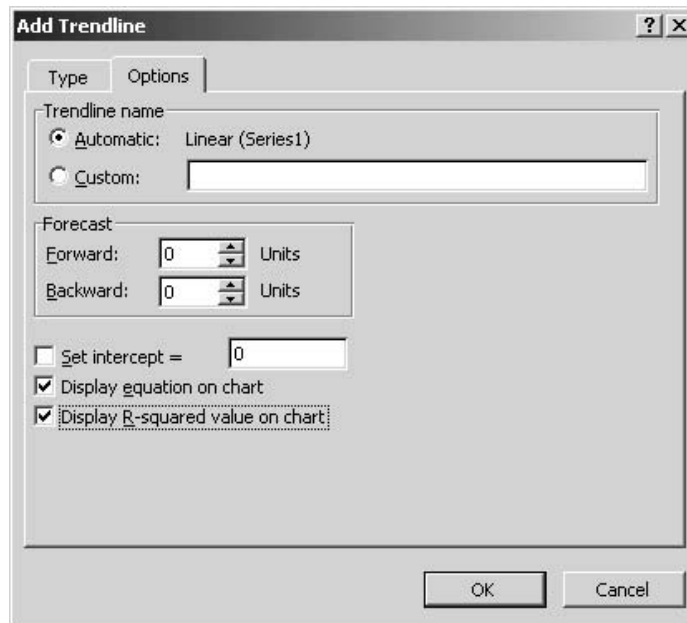 Add Trendline
Type Options
Trendline name
Automatic: Linear (Series1)
Custom:
Forecast
Forward: 0 Units
Backward: 0 Units
Set intercept = 0
Display equation on chart
Display R-squared value on chart
OK Cancel